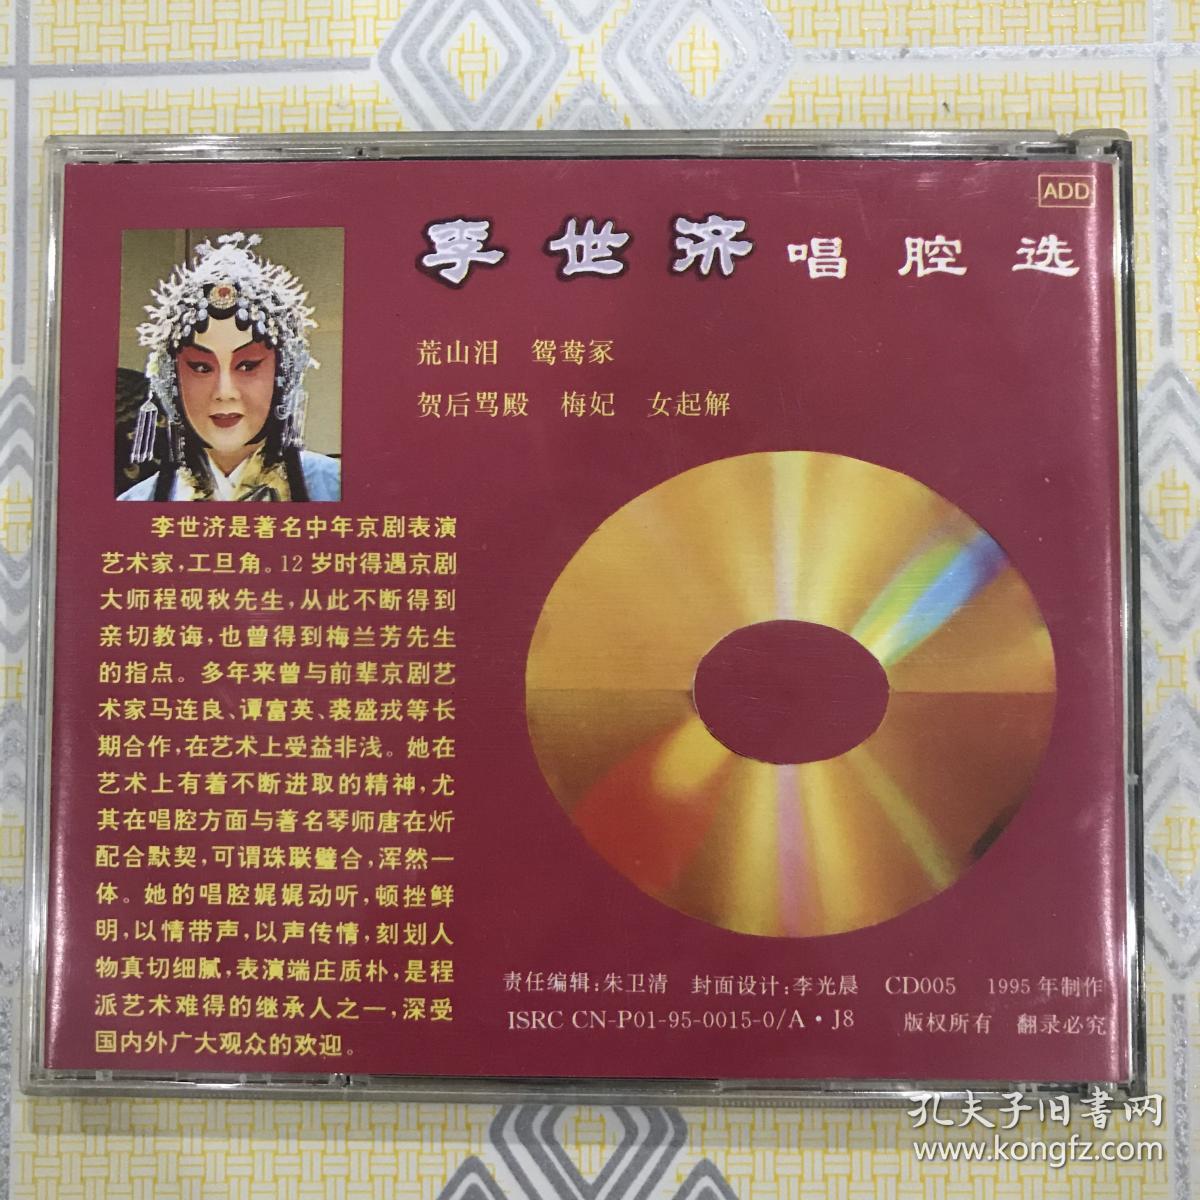 ADD
李世济 唱腔选
荒山泪 鸳鸯冢
贺后骂殿 梅妃 女起解
李世济是著名中年京剧表演
艺术家,工旦角。12岁时得遇京剧
大师程砚秋先生,从此不断得到
亲切教诲,也曾得到梅兰芳先生
的指点。多年来曾与前辈京剧艺
术家马连良、谭富英、裘盛戎等长
期合作,在艺术上受益非浅。她在
艺术上有着不断进取的精神,尤
其在唱腔方面与著名琴师唐在炘
配合默契,可谓珠联璧合,浑然一
体。她的唱腔娓娓动听,顿挫鲜
明,以情带声,以声传情,刻划人
物真切细腻,表演端庄质朴,是程
派艺术难得的继承人之一,深受
国内外广大观众的欢迎。
责任编辑:朱卫清 封面设计:李光晨 CD005 1995年制作
ISRC CN-P01-95-0015-0/A·J8 版权所有 翻录必究
孔夫子旧书网
www.kongfz.com